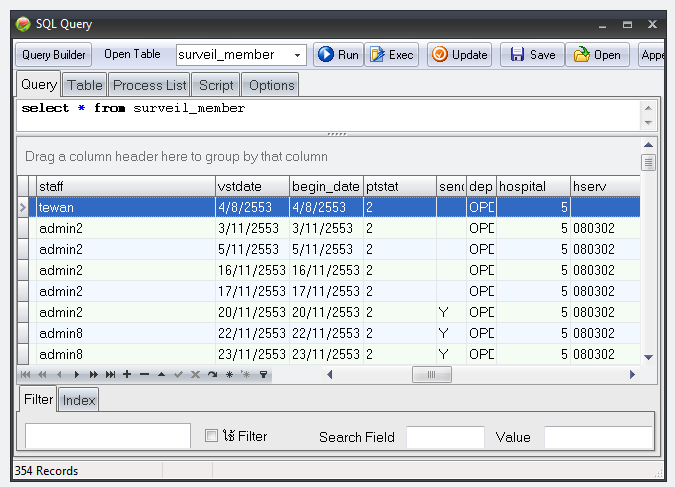 SQL Query
Query Builder Open Table surveil_member Run Exec Update Save Open Appe
Query Table Process List Script Options
select * from surveil_member
Drag a column header here to group by that column
staff vstdate begin_date ptstat senc dep hospital hserv
tewan 4/8/2553 4/8/2553 2 OPD 5
admin2 3/11/2553 3/11/2553 2 OPD 5 080302
admin2 5/11/2553 5/11/2553 2 OPD 5 080302
admin2 16/11/2553 16/11/2553 2 OPD 5 080302
admin2 17/11/2553 17/11/2553 2 OPD 5 080302
admin2 20/11/2553 20/11/2553 2 Y OPD 5 080302
admin8 22/11/2553 22/11/2553 2 Y OPD 5 080302
admin8 23/11/2553 23/11/2553 2 Y OPD 5 080302
Filter Index
ใช้ Filter Search Field Value
354 Records